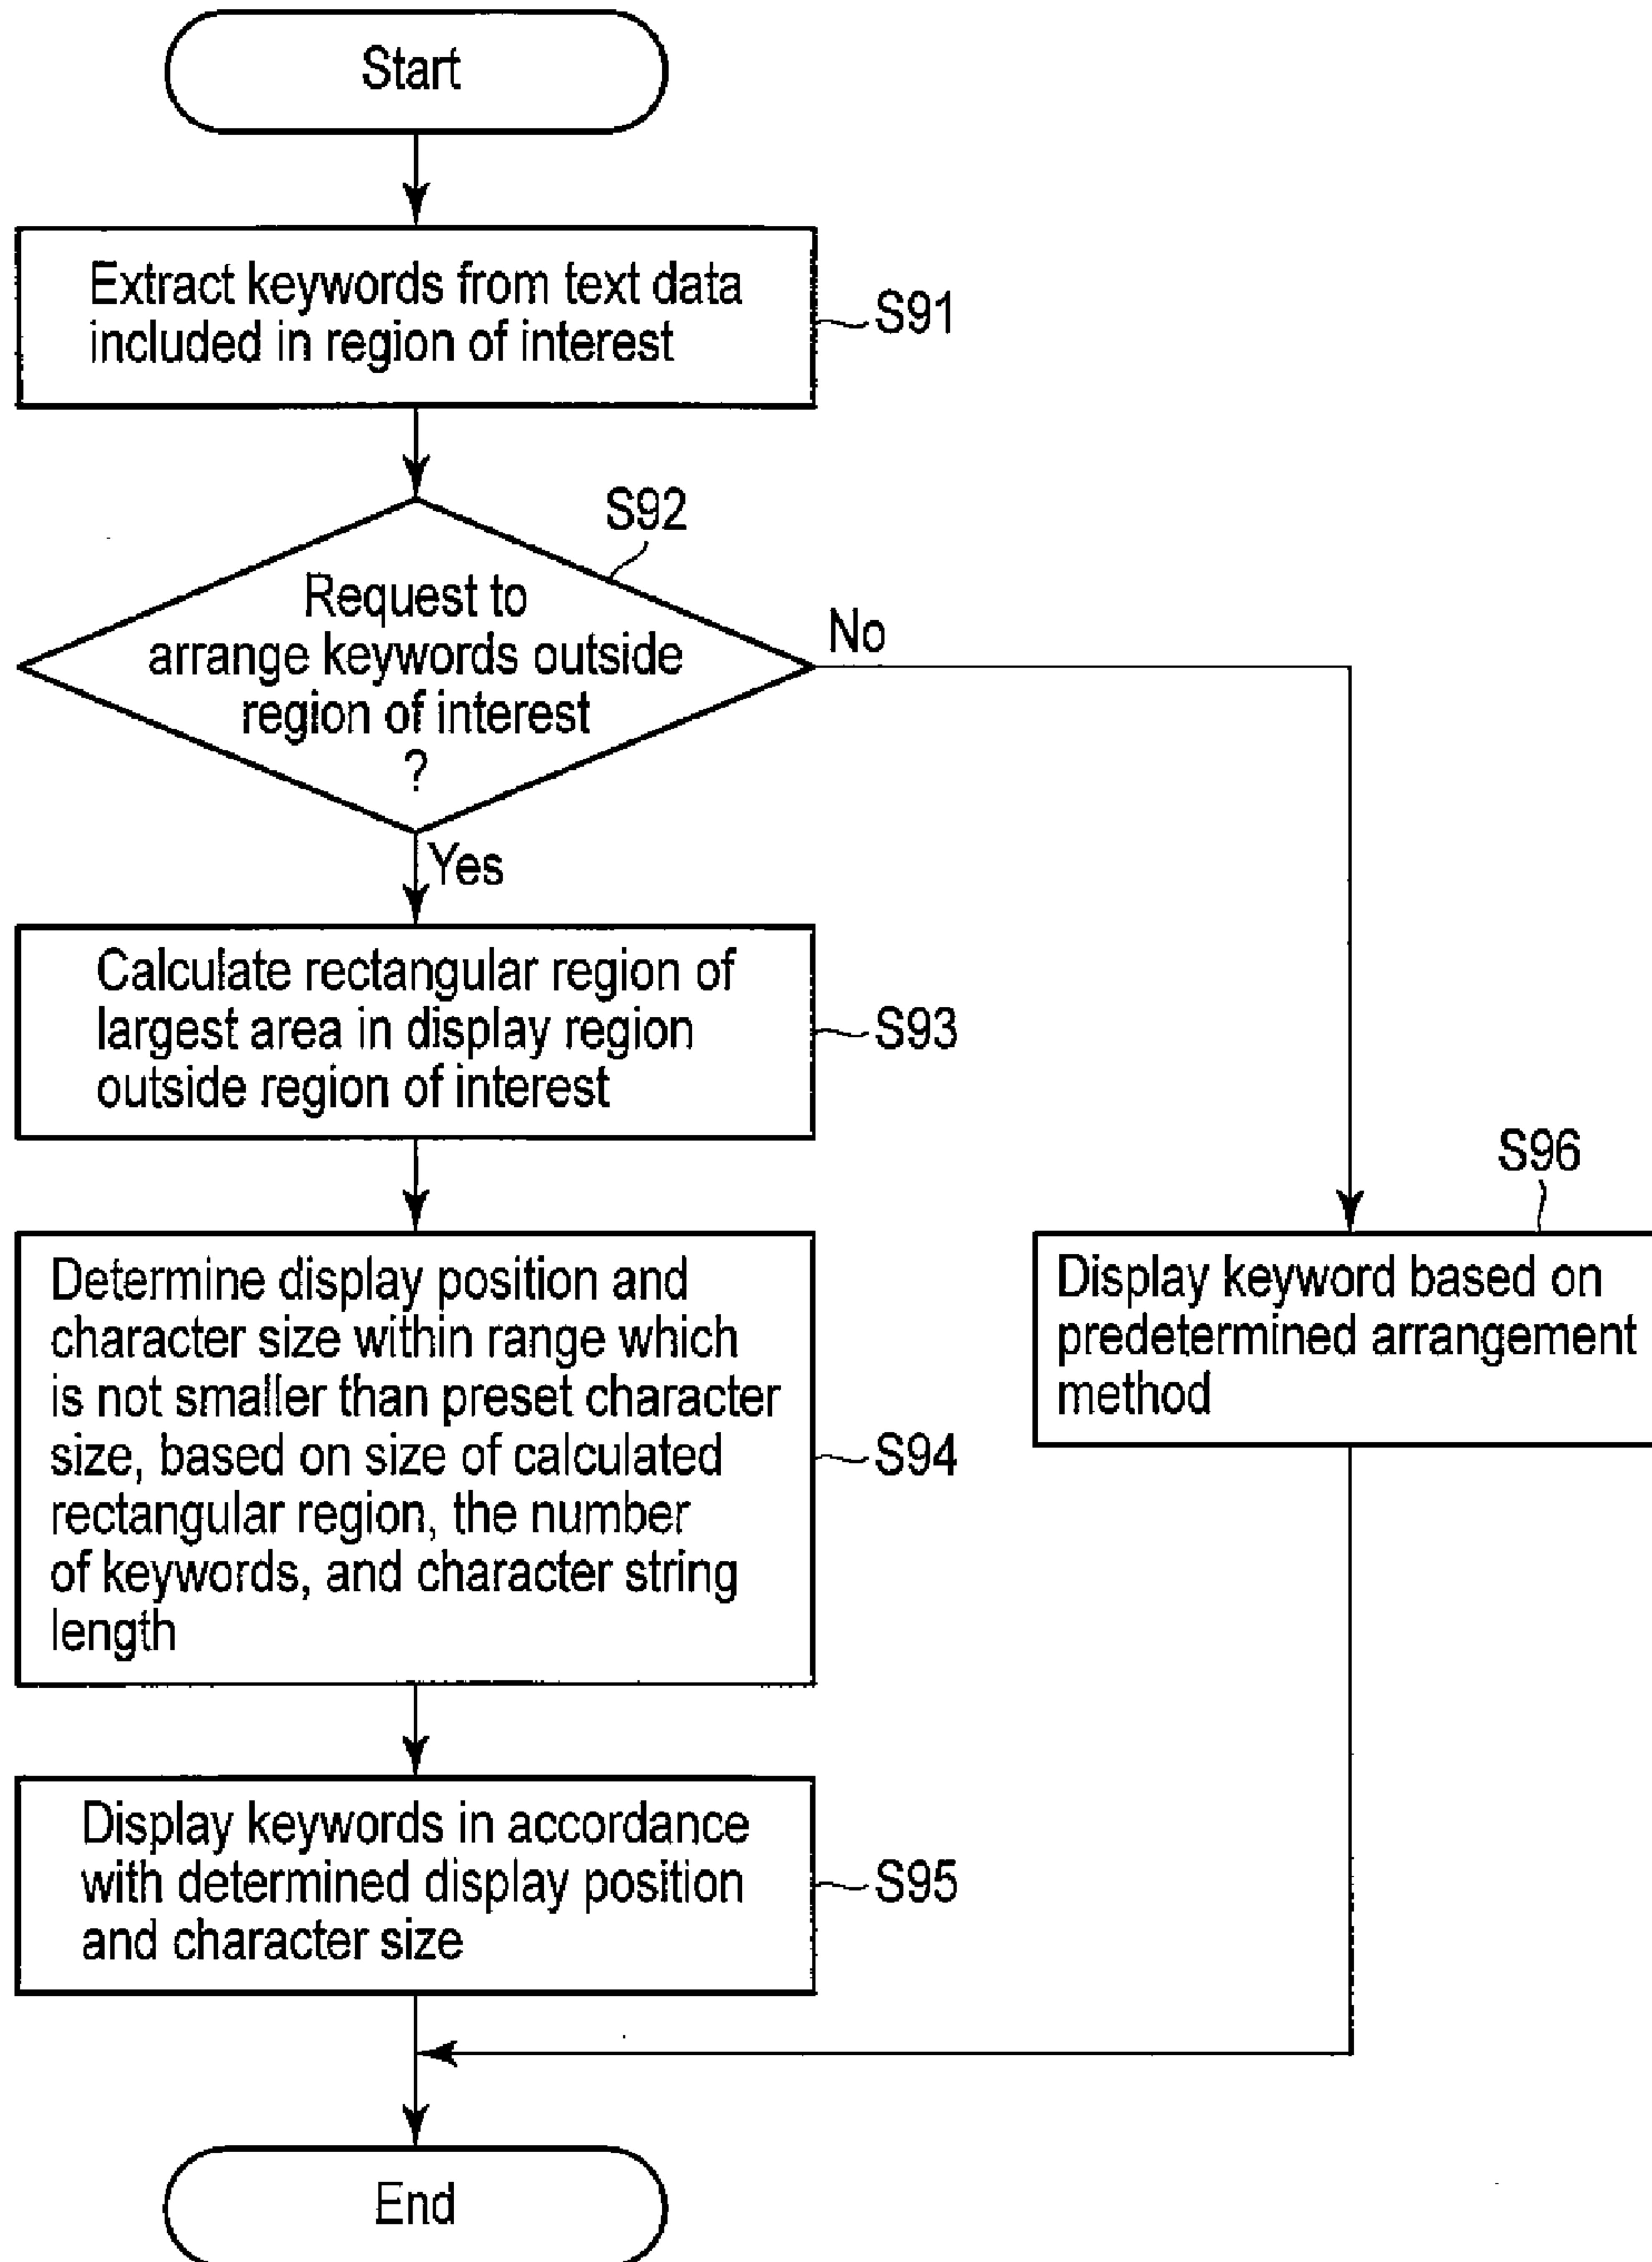 Start
Extract keywords from text data
included in region of interest
S91
S92
Request to
arrange keywords outside
region of interest
?
No
Yes
Calculate rectangular region of
largest area in display region
outside region of interest
S93
S96
Display keyword based on
predetermined arrangement
method
Determine display position and
character size within range which
is not smaller than preset character
size, based on size of calculated
rectangular region, the number
of keywords, and character string
length
S94
Display keywords in accordance
with determined display position
and character size
S95
End